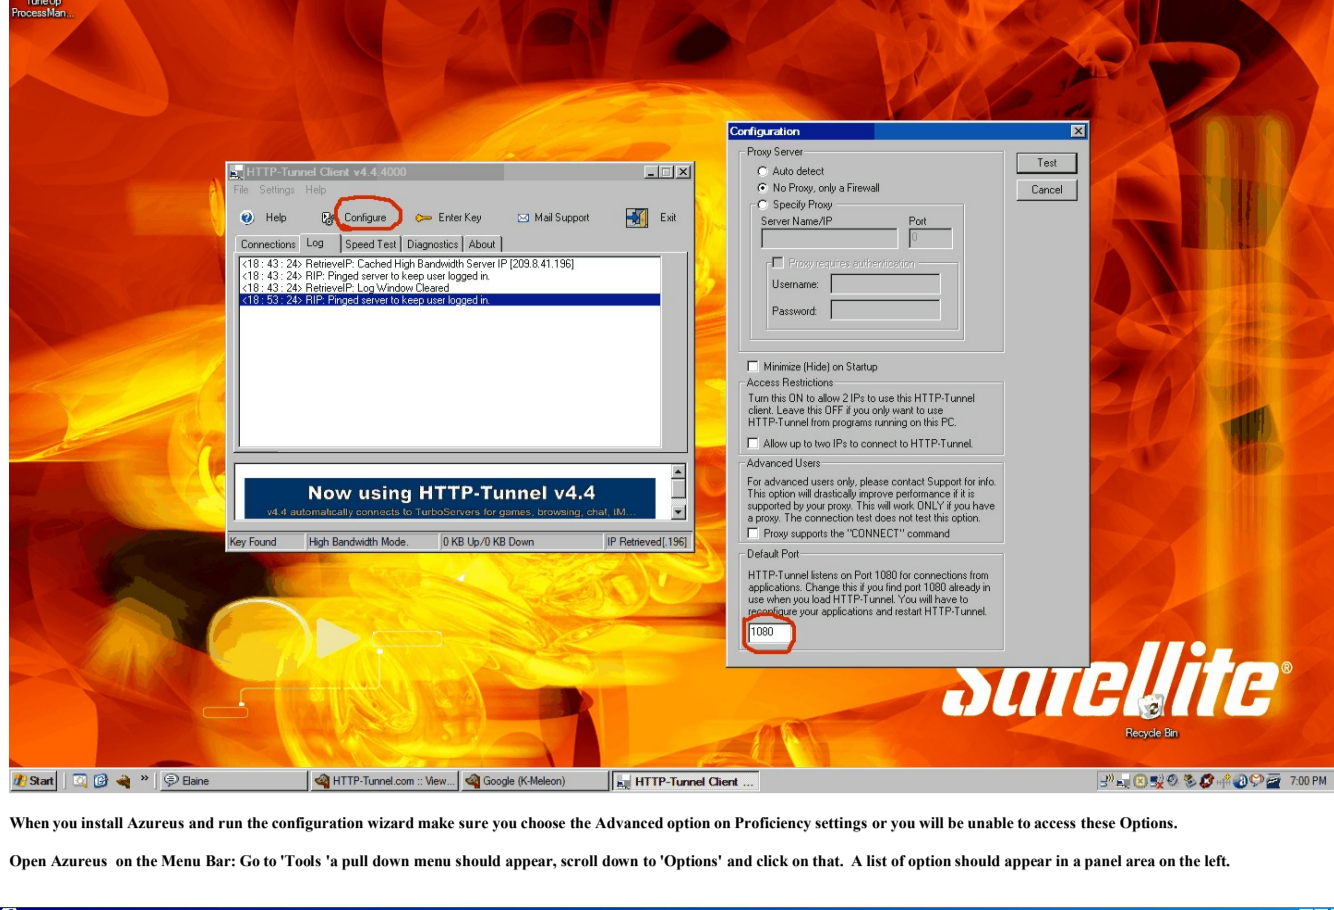 TuneUp
ProcessMan...
HTTP-Tunnel Client v4.4.4000
File Settings Help
Help Configure Enter Key Mail Support Exit
Connections Log Speed Test Diagnostics About
<18 : 43 : 24> RetrieveIP: Cached High Bandwidth Server IP [209.8.41.196]
<18 : 43 : 24> RIP: Pinged server to keep user logged in.
<18 : 43 : 24> RetrieveIP: Log Window Cleared
<18 : 53 : 24> RIP: Pinged server to keep user logged in.
Now using HTTP-Tunnel v4.4
v4.4 automatically connects to TurboServers for games, browsing, chat, IM...
Key Found High Bandwidth Mode. 0 KB Up/0 KB Down IP Retrieved[.196]
Configuration
Proxy Server
Auto detect
No Proxy, only a Firewall
Specify Proxy
Server Name/IP Port
0
Proxy requires authentication
Username:
Password:
Test
Cancel
Minimize (Hide) on Startup
Access Restrictions
Turn this ON to allow 2 IPs to use this HTTP-Tunnel
client. Leave this OFF if you only want to use
HTTP-Tunnel from programs running on this PC.
Allow up to two IPs to connect to HTTP-Tunnel.
Advanced Users
For advanced users only, please contact Support for info.
This option will drastically improve performance if it is
supported by your proxy. This will work ONLY if you have
a proxy. The connection test does not test this option.
Proxy supports the "CONNECT" command
Default Port
HTTP-Tunnel listens on Port 1080 for connections from
applications. Change this if you find port 1080 already in
use when you load HTTP-Tunnel. You will have to
reconfigure your applications and restart HTTP-Tunnel.
1080
Satellite®
Recycle Bin
Start » Elaine HTTP-Tunnel.com :: View... Google (K-Meleon) HTTP-Tunnel Client ... 7:00 PM
When you install Azureus and run the configuration wizard make sure you choose the Advanced option on Proficiency settings or you will be unable to access these Options.
Open Azureus on the Menu Bar: Go to 'Tools 'a pull down menu should appear, scroll down to 'Options' and click on that. A list of option should appear in a panel area on the left.